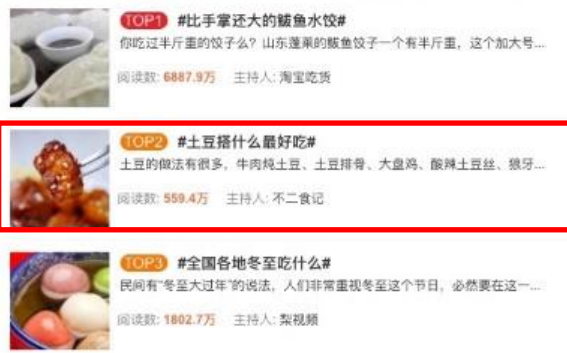 TOP1 #比手掌还大的鲅鱼水饺#
你吃过半斤重的饺子么？山东蓬莱的鲅鱼饺子一个有半斤重，这个加大号...
阅读数: 6887.9万 主持人: 淘宝吃货
TOP2 #土豆搭什么最好吃#
土豆的做法有很多，牛肉炖土豆、土豆排骨、大盘鸡、酸辣土豆丝、狼牙...
阅读数: 559.4万 主持人: 不二食记
TOP3 #全国各地冬至吃什么#
民间有“冬至大过年”的说法，人们非常重视冬至这个节日，必然要在这一...
阅读数: 1802.7万 主持人: 梨视频